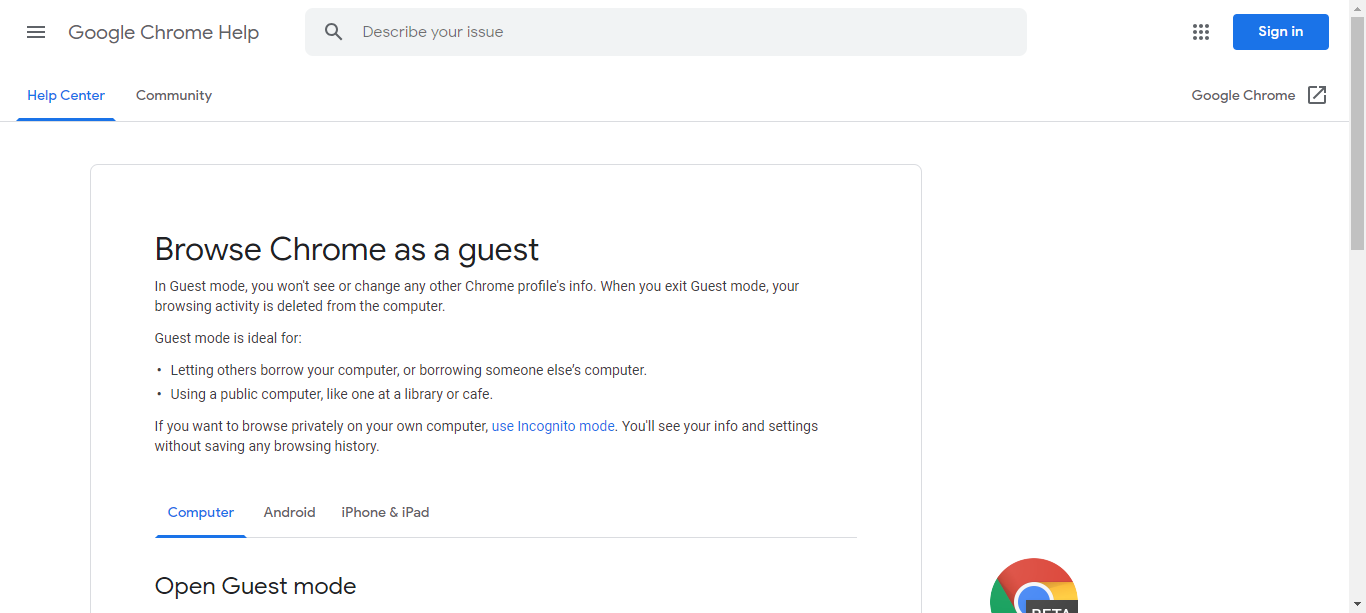 Google Chrome Help
Describe your issue
Sign in
Help Center
Community
Google Chrome
Browse Chrome as a guest
In Guest mode, you won't see or change any other Chrome profile's info. When you exit Guest mode, your
browsing activity is deleted from the computer.
Guest mode is ideal for:
• Letting others borrow your computer, or borrowing someone else’s computer.
• Using a public computer, like one at a library or cafe.
If you want to browse privately on your own computer, use Incognito mode. You'll see your info and settings
without saving any browsing history.
Computer
Android
iPhone & iPad
Open Guest mode
BETA